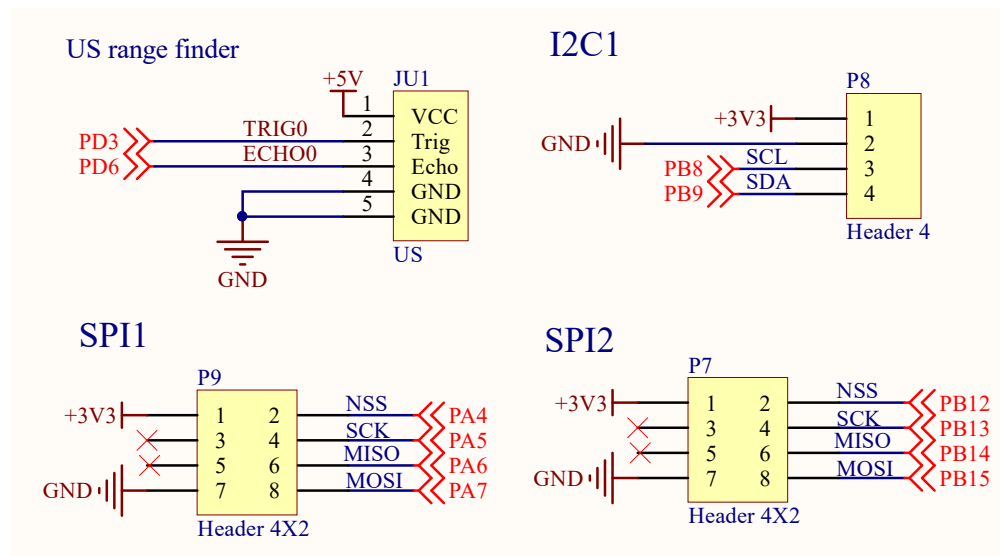 US range finder
+5V
JU1
1
VCC
PD3
TRIG0
2
Trig
PD6
ECHO0
3
Echo
4
GND
5
GND
GND
US
I2C1
P8
+3V3
1
GND
2
PB8
SCL
3
PB9
SDA
4
Header 4
SPI1
P9
+3V3
1 2
NSS
PA4
3 4
SCK
PA5
5 6
MISO
PA6
GND
7 8
MOSI
PA7
Header 4X2
SPI2
P7
+3V3
1 2
NSS
PB12
3 4
SCK
PB13
5 6
MISO
PB14
GND
7 8
MOSI
PB15
Header 4X2